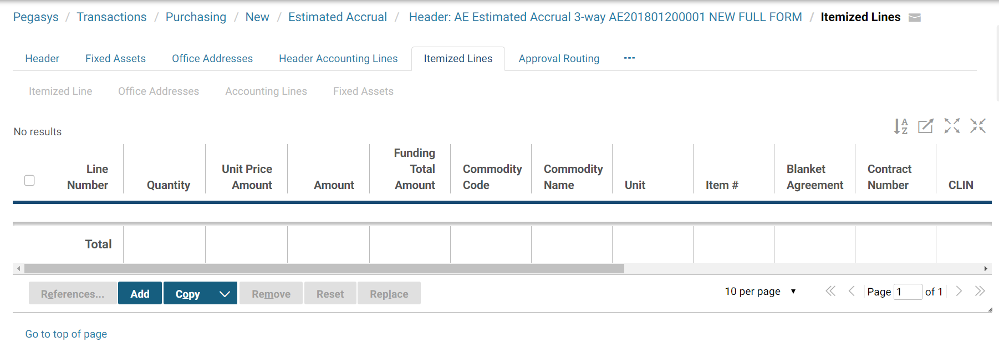 Pegasys / Transactions / Purchasing / New / Estimated Accrual / Header: AE Estimated Accrual 3-way AE201801200001 NEW FULL FORM / Itemized Lines
Header Fixed Assets Office Addresses Header Accounting Lines Itemized Lines Approval Routing ---
Itemized Line Office Addresses Accounting Lines Fixed Assets
No results
A
Z
Line Number
Quantity
Unit Price Amount
Amount
Funding Total Amount
Commodity Code
Commodity Name
Unit
Item #
Blanket Agreement
Contract Number
CLIN
Total
References... Add Copy Remove Reset Replace 10 per page Page 1 of 1
Go to top of page